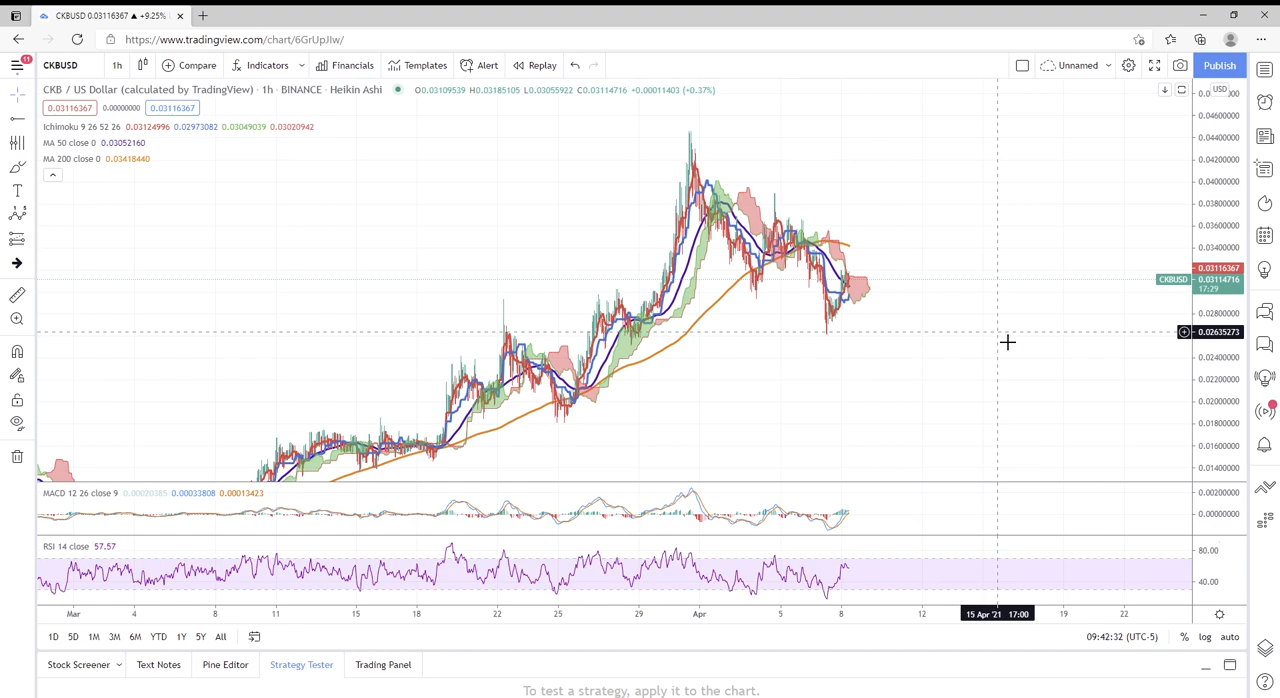 CKBUSD 0.03116367 ▲ +9.25%
https://www.tradingview.com/chart/6GrUpJIw/
11
CKBUSD 1h Compare Indicators Financials Templates Alert Replay Unnamed Publish
CKB / US Dollar (calculated by TradingView) · 1h · BINANCE · Heikin Ashi O0.03109539 H0.03185105 L0.03055922 C0.03114716 +0.00011403 (+0.37%)
USD
0.03116367 0.00000000 0.03116367
Ichimoku 9 26 52 26 0.03124996 0.02973082 0.03049039 0.03020942
MA 50 close 0 0.03052160
MA 200 close 0 0.03418440
0.04600000
0.04400000
0.04200000
0.04000000
0.03800000
0.03600000
0.03400000
0.03116367
CKBUSD 0.03114716
17:29
0.02800000
0.02635273
0.02400000
0.02200000
0.02000000
0.01800000
0.01600000
0.01400000
MACD 12 26 close 9 0.00020385 0.00033808 0.00013423
0.00200000
0.00000000
RSI 14 close 57.57
80.00
40.00
Mar 4 8 11 15 18 22 25 29 Apr 5 8 12 15 Apr '21 17:00 19 22
1D 5D 1M 3M 6M YTD 1Y 5Y All 09:42:32 (UTC-5) % log auto
Stock Screener Text Notes Pine Editor Strategy Tester Trading Panel
To test a strategy, apply it to the chart.